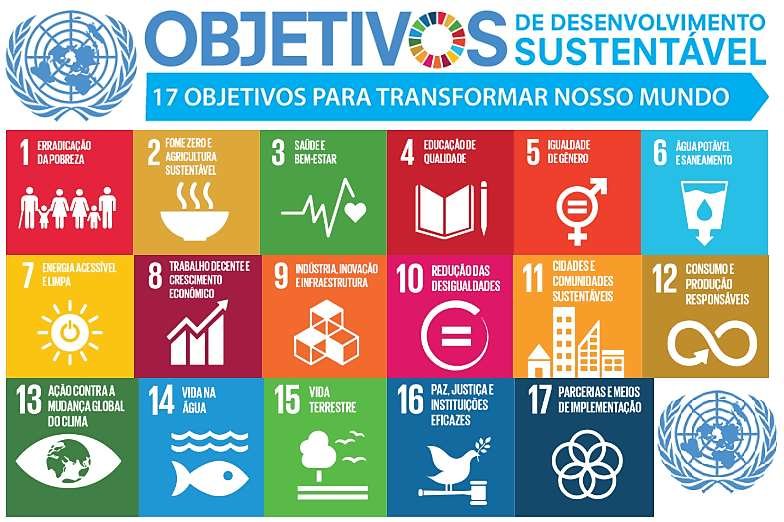 OBJETIVOS
DE DESENVOLVIMENTO
SUSTENTÁVEL
17 OBJETIVOS PARA TRANSFORMAR NOSSO MUNDO
1 ERRADICAÇÃO
DA POBREZA
2 FOME ZERO E
AGRICULTURA
SUSTENTÁVEL
3 SAÚDE E
BEM-ESTAR
4 EDUCAÇÃO DE
QUALIDADE
5 IGUALDADE
DE GÊNERO
6 ÁGUA POTÁVEL
E SANEAMENTO
7 ENERGIA ACESSÍVEL
E LIMPA
8 TRABALHO DECENTE E
CRESCIMENTO
ECONÔMICO
9 INDÚSTRIA, INOVAÇÃO
E INFRAESTRUTURA
10 REDUÇÃO DAS
DESIGUALDADES
11 CIDADES E
COMUNIDADES
SUSTENTÁVEIS
12 CONSUMO E
PRODUÇÃO
RESPONSÁVEIS
13 AÇÃO CONTRA A
MUDANÇA GLOBAL
DO CLIMA
14 VIDA NA
ÁGUA
15 VIDA
TERRESTRE
16 PAZ, JUSTIÇA E
INSTITUIÇÕES
EFICAZES
17 PARCERIAS E MEIOS
DE IMPLEMENTAÇÃO